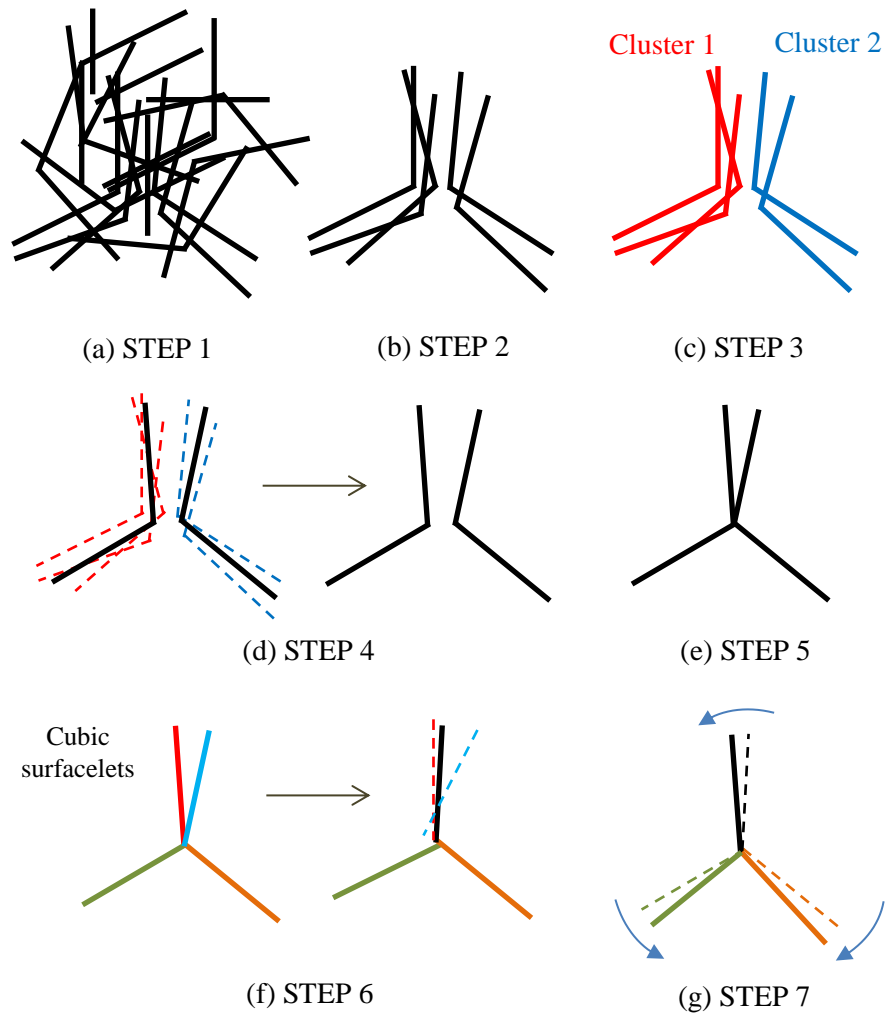 Cluster 1
Cluster 2
(a) STEP 1
(b) STEP 2
(c) STEP 3
(d) STEP 4
(e) STEP 5
Cubic
surfacelets
(f) STEP 6
(g) STEP 7